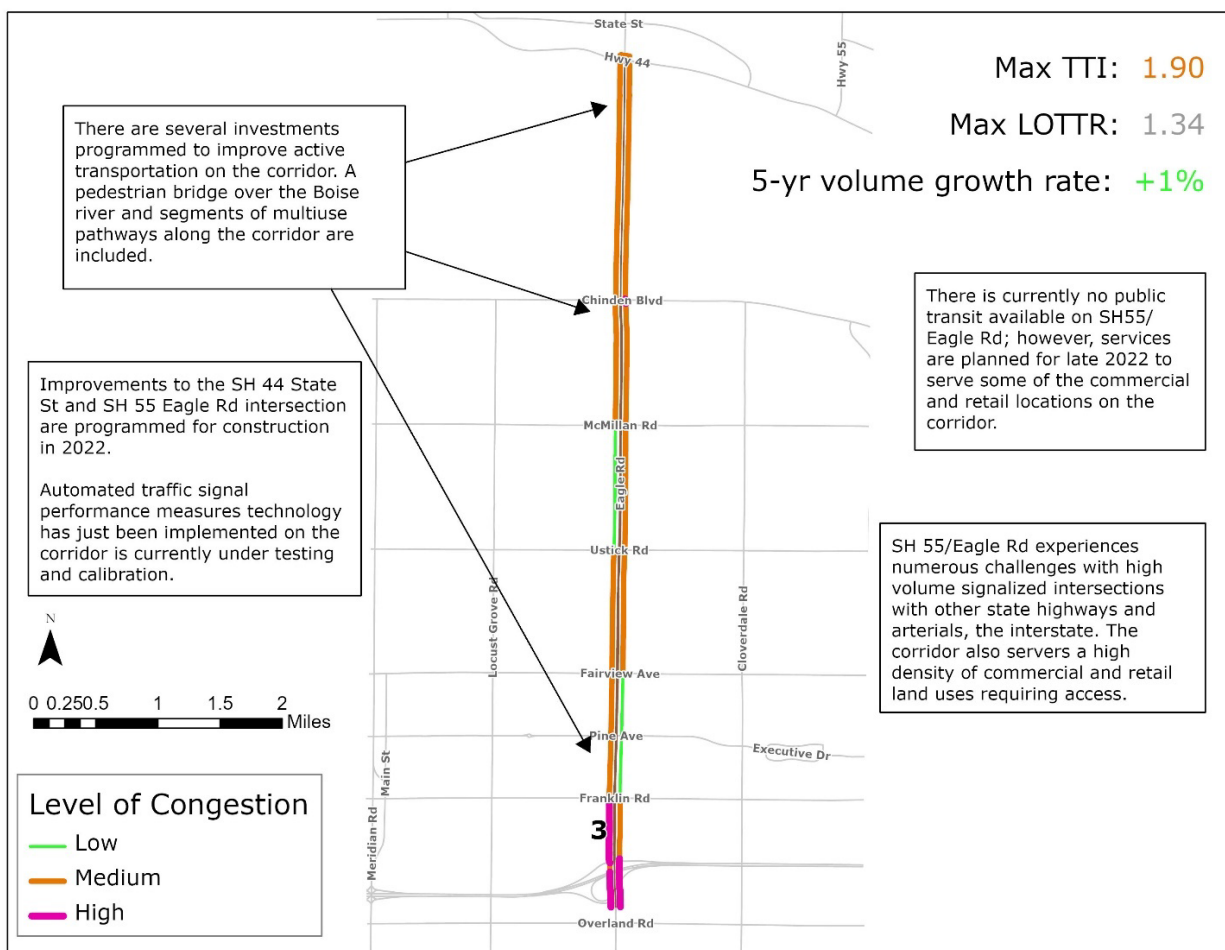 State St
Hwy 44
Hwy 55
Max TTI: 1.90
Max LOTTR: 1.34
5-yr volume growth rate: +1%
There are several investments
programmed to improve active
transportation on the corridor. A
pedestrian bridge over the Boise
river and segments of multiuse
pathways along the corridor are
included.
Chinden Blvd
There is currently no public
transit available on SH55/
Eagle Rd; however, services
are planned for late 2022 to
serve some of the commercial
and retail locations on the
corridor.
Improvements to the SH 44 State
St and SH 55 Eagle Rd intersection
are programmed for construction
in 2022.
Automated traffic signal
performance measures technology
has just been implemented on the
corridor is currently under testing
and calibration.
McMillan Rd
Eagle Rd
Ustick Rd
Locust Grove Rd
Cloverdale Rd
SH 55/Eagle Rd experiences
numerous challenges with high
volume signalized intersections
with other state highways and
arterials, the interstate. The
corridor also servers a high
density of commercial and retail
land uses requiring access.
N
0 0.250.5 1 1.5 2
Miles
Fairview Ave
Pine Ave
Executive Dr
Main St
Meridian Rd
Franklin Rd
3
Overland Rd
Level of Congestion
Low
Medium
High